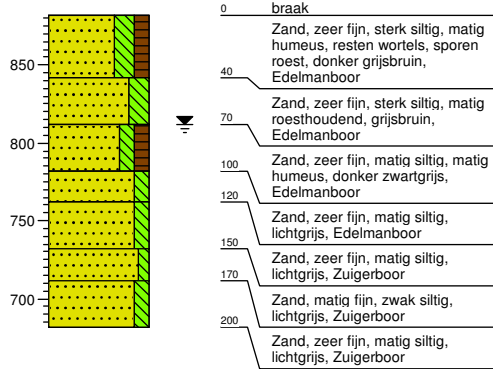 0
braak
Zand, zeer fijn, sterk siltig, matig
humeus, resten wortels, sporen
roest, donker grijsbruin,
Edelmanboor
40
Zand, zeer fijn, sterk siltig, matig
roesthoudend, grijsbruin,
Edelmanboor
70
Zand, zeer fijn, matig siltig, matig
humeus, donker zwartgrijs,
Edelmanboor
100
Zand, zeer fijn, matig siltig,
lichtgrijs, Edelmanboor
120
Zand, zeer fijn, matig siltig,
lichtgrijs, Zuigerboor
150
Zand, matig fijn, zwak siltig,
lichtgrijs, Zuigerboor
170
Zand, zeer fijn, matig siltig,
lichtgrijs, Zuigerboor
200
850
800
750
700